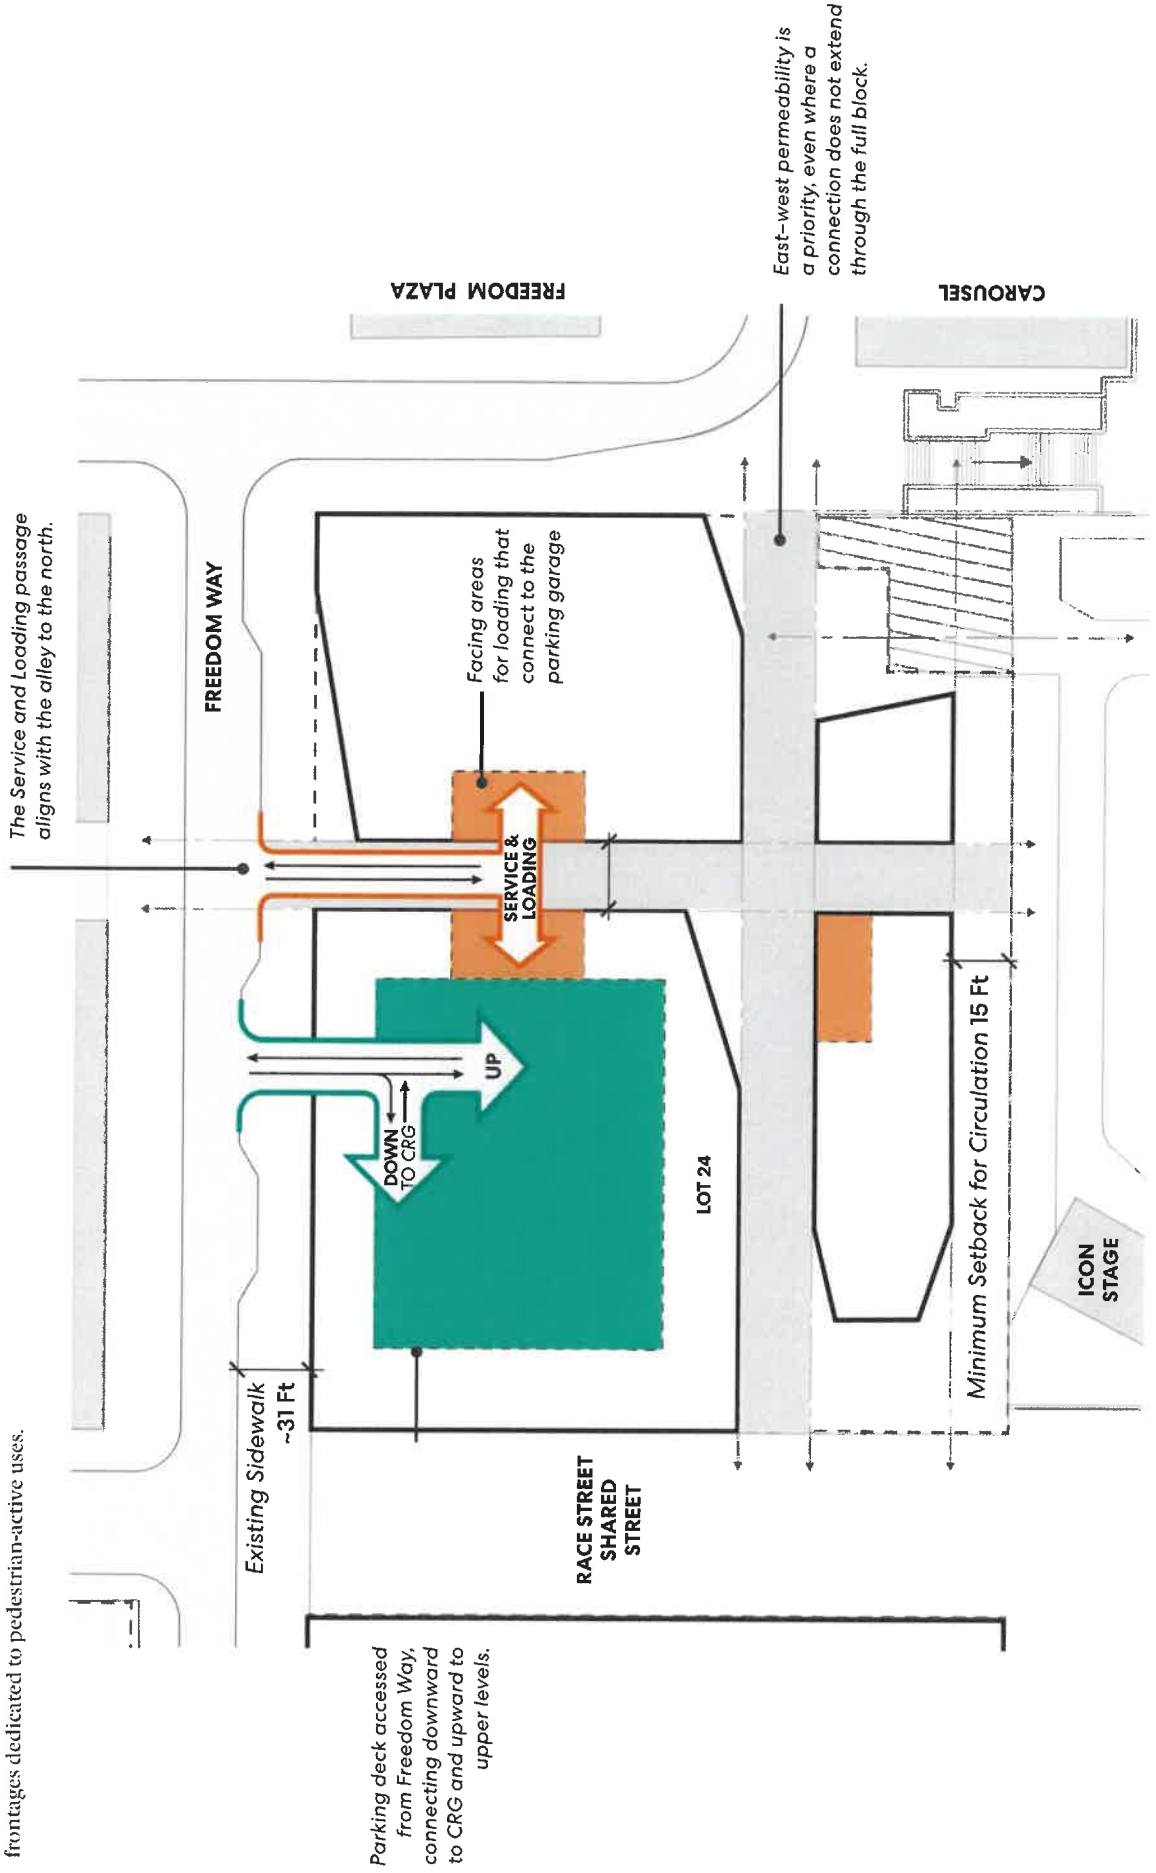 frontages dedicated to pedestrian-active uses.
The Service and Loading passage
aligns with the alley to the north.
FREEDOM WAY
Existing Sidewalk
~31 Ft
Parking deck accessed
from Freedom Way,
connecting downward
to CRG and upward to
upper levels.
DOWN
TO CRG
UP
SERVICE &
LOADING
Facing areas
for loading that
connect to the
parking garage
FREEDOM PLAZA
RACE STREET
SHARED
STREET
LOT 24
East–west permeability is
a priority, even where a
connection does not extend
through the full block.
CAROUSEL
Minimum Setback for Circulation 15 Ft
ICON
STAGE